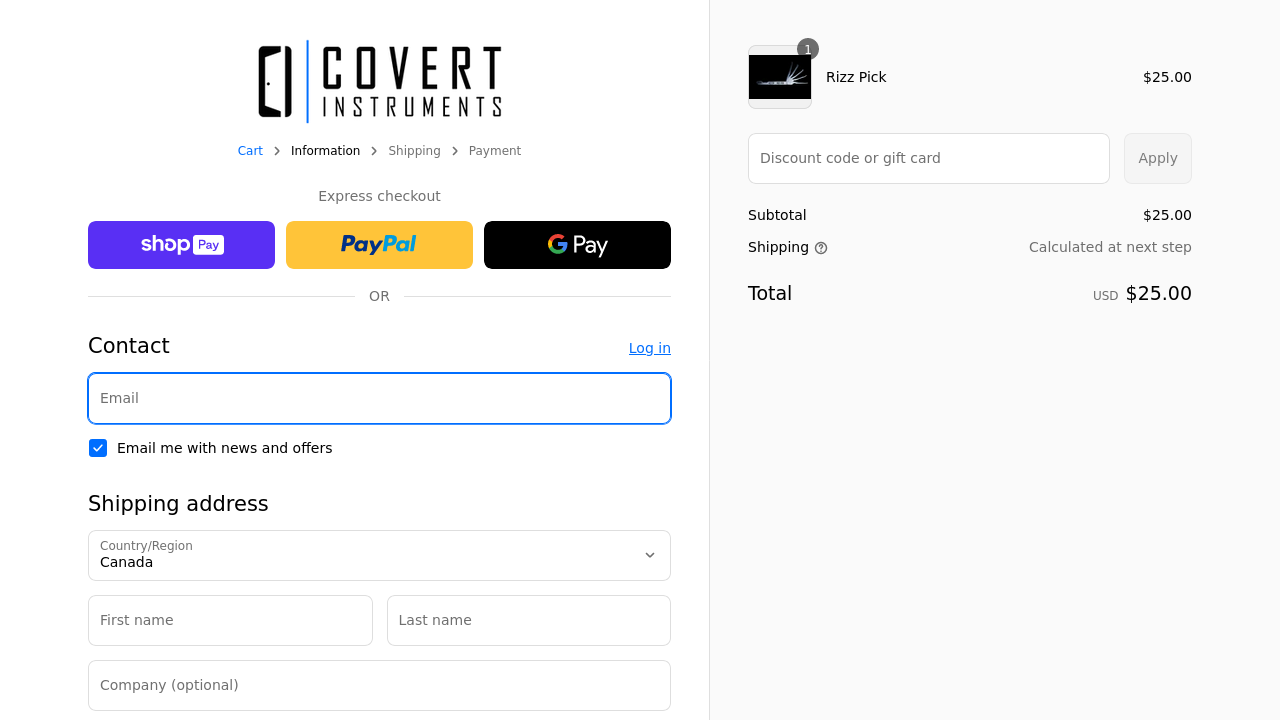 COVERT
INSTRUMENTS
Cart > Information > Shipping > Payment
Express checkout
shop Pay
PayPal
G Pay
OR
Contact
Log in
Email
Email me with news and offers
Shipping address
Country/Region
Canada
First name
Last name
Company (optional)
1
Rizz Pick
$25.00
Discount code or gift card
Apply
Subtotal
$25.00
Shipping
Calculated at next step
Total
USD $25.00